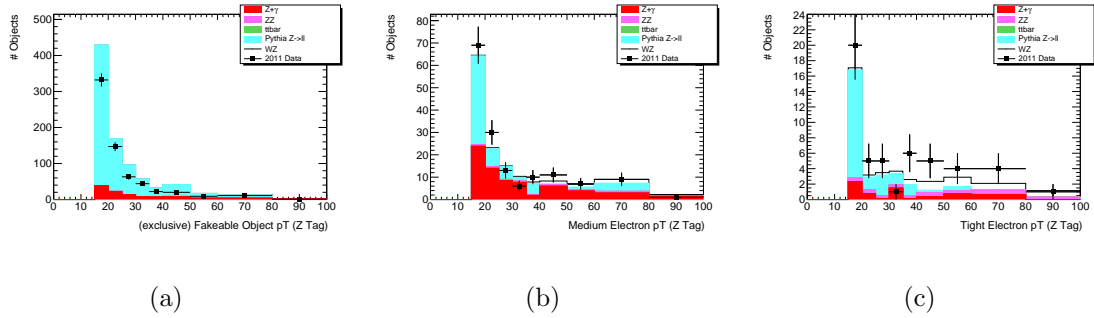 # Objects
500
400
300
200
100
0
0 10 20 30 40 50 60 70 80 90 100
(exclusive) Fakeable Object pT (Z Tag)
Z+γ
ZZ
ttbar
Pythia Z->ll
WZ
2011 Data
(a)
# Objects
80
70
60
50
40
30
20
10
0
0 10 20 30 40 50 60 70 80 90 100
Medium Electron pT (Z Tag)
Z+γ
ZZ
ttbar
Pythia Z->ll
WZ
2011 Data
(b)
# Objects
24
22
20
18
16
14
12
10
8
6
4
2
0
0 10 20 30 40 50 60 70 80 90 100
Tight Electron pT (Z Tag)
Z+γ
ZZ
ttbar
Pythia Z->ll
WZ
2011 Data
(c)